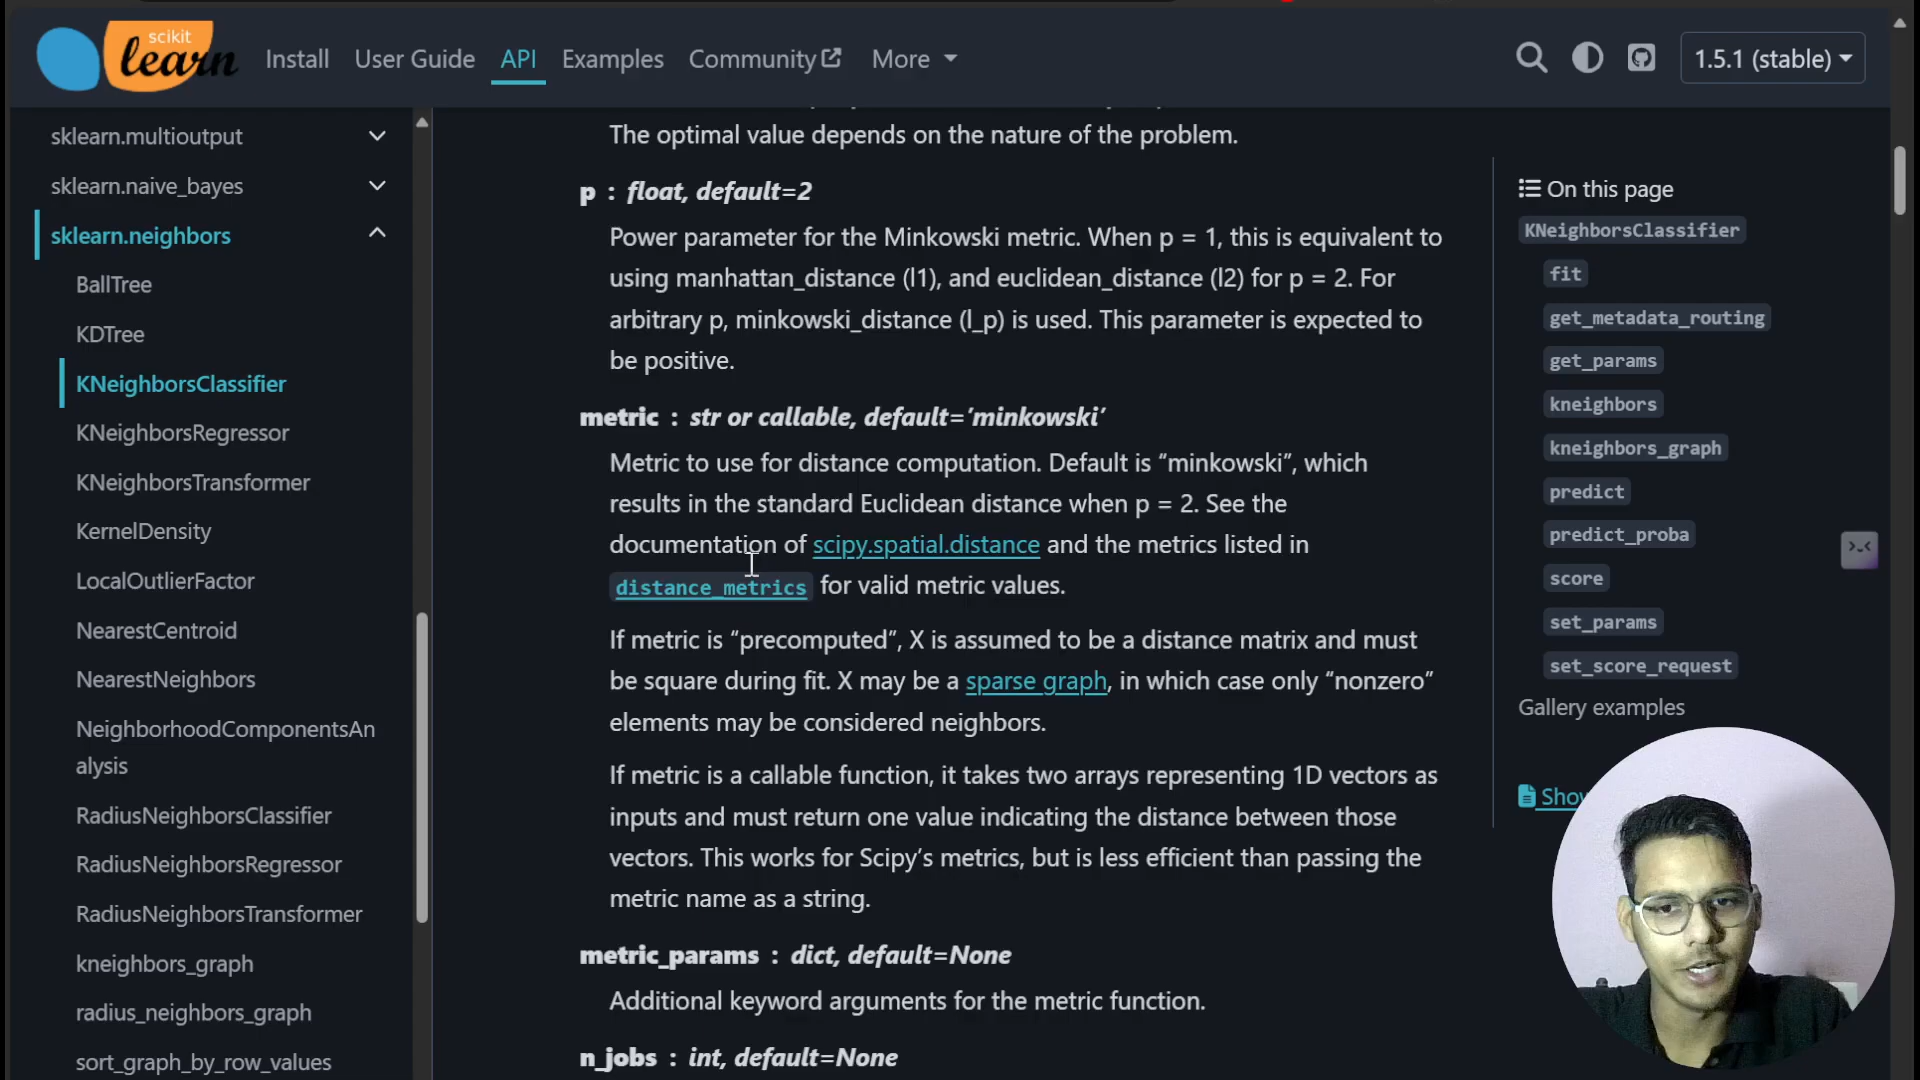 scikit
learn
Install User Guide API Examples Community More
1.5.1 (stable)
sklearn.multioutput
sklearn.naive_bayes
sklearn.neighbors
BallTree
KDTree
KNeighborsClassifier
KNeighborsRegressor
KNeighborsTransformer
KernelDensity
LocalOutlierFactor
NearestCentroid
NearestNeighbors
NeighborhoodComponentsAn
alysis
RadiusNeighborsClassifier
RadiusNeighborsRegressor
RadiusNeighborsTransformer
kneighbors_graph
radius_neighbors_graph
sort_graph_by_row_values
The optimal value depends on the nature of the problem.
p : float, default=2
Power parameter for the Minkowski metric. When p = 1, this is equivalent to
using manhattan_distance (l1), and euclidean_distance (l2) for p = 2. For
arbitrary p, minkowski_distance (l_p) is used. This parameter is expected to
be positive.
metric : str or callable, default=’minkowski’
Metric to use for distance computation. Default is “minkowski”, which
results in the standard Euclidean distance when p = 2. See the
documentation of scipy.spatial.distance and the metrics listed in
distance_metrics for valid metric values.
If metric is “precomputed”, X is assumed to be a distance matrix and must
be square during fit. X may be a sparse graph, in which case only “nonzero”
elements may be considered neighbors.
If metric is a callable function, it takes two arrays representing 1D vectors as
inputs and must return one value indicating the distance between those
vectors. This works for Scipy’s metrics, but is less efficient than passing the
metric name as a string.
metric_params : dict, default=None
Additional keyword arguments for the metric function.
n_jobs : int, default=None
On this page
KNeighborsClassifier
fit
get_metadata_routing
get_params
kneighbors
kneighbors_graph
predict
predict_proba
score
set_params
set_score_request
Gallery examples